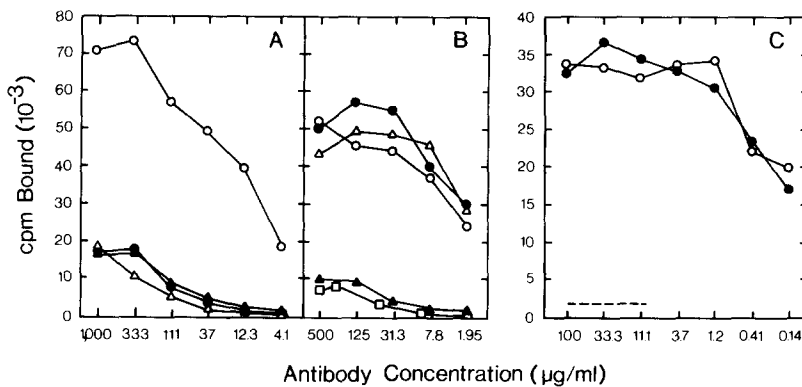 cpm Bound (10⁻³)
80
70
60
50
40
30
20
10
0
A
1,000 333 111 37 12.3 4.1
B
500 125 31.3 7.8 1.95
40
35
30
25
20
15
10
5
0
C
100 33.3 11.1 3.7 1.2 0.41 0.14
Antibody Concentration (µg/ml)